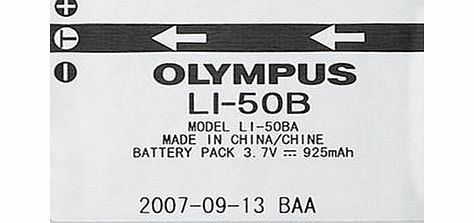 OLYMPUS
LI-50B
MODEL LI-50BA
MADE IN CHINA/CHINE
BATTERY PACK 3.7V ⎓ 925mAh
2007-09-13 BAA